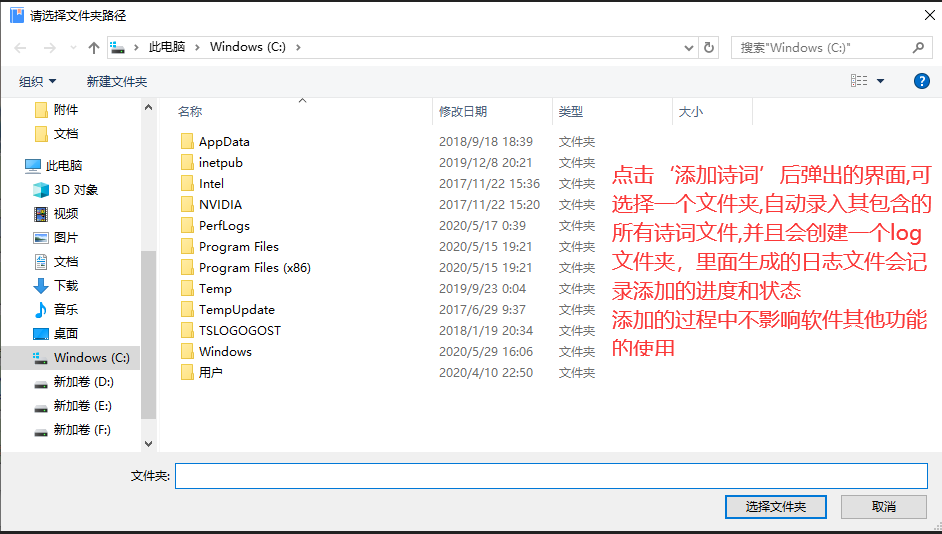 请选择文件夹路径
此电脑 > Windows (C:) >
搜索"Windows (C:)"
组织
新建文件夹
?
附件
文档
此电脑
3D 对象
视频
图片
文档
下载
音乐
桌面
Windows (C:)
新加卷 (D:)
新加卷 (E:)
新加卷 (F:)
名称 修改日期 类型 大小
AppData 2018/9/18 18:39 文件夹
inetpub 2019/12/8 20:21 文件夹
Intel 2017/11/22 15:36 文件夹
NVIDIA 2017/11/22 15:20 文件夹
PerfLogs 2020/5/17 0:39 文件夹
Program Files 2020/5/15 19:21 文件夹
Program Files (x86) 2020/5/15 19:21 文件夹
Temp 2019/9/23 0:04 文件夹
TempUpdate 2017/6/29 9:37 文件夹
TSLOGOGOST 2018/1/19 20:34 文件夹
Windows 2020/5/29 16:06 文件夹
用户 2020/4/10 22:50 文件夹
点击‘添加诗词’后弹出的界面,可
选择一个文件夹,自动录入其包含的
所有诗词文件,并且会创建一个log
文件夹，里面生成的日志文件会记
录添加的进度和状态
添加的过程中不影响软件其他功能
的使用
文件夹:
选择文件夹
取消